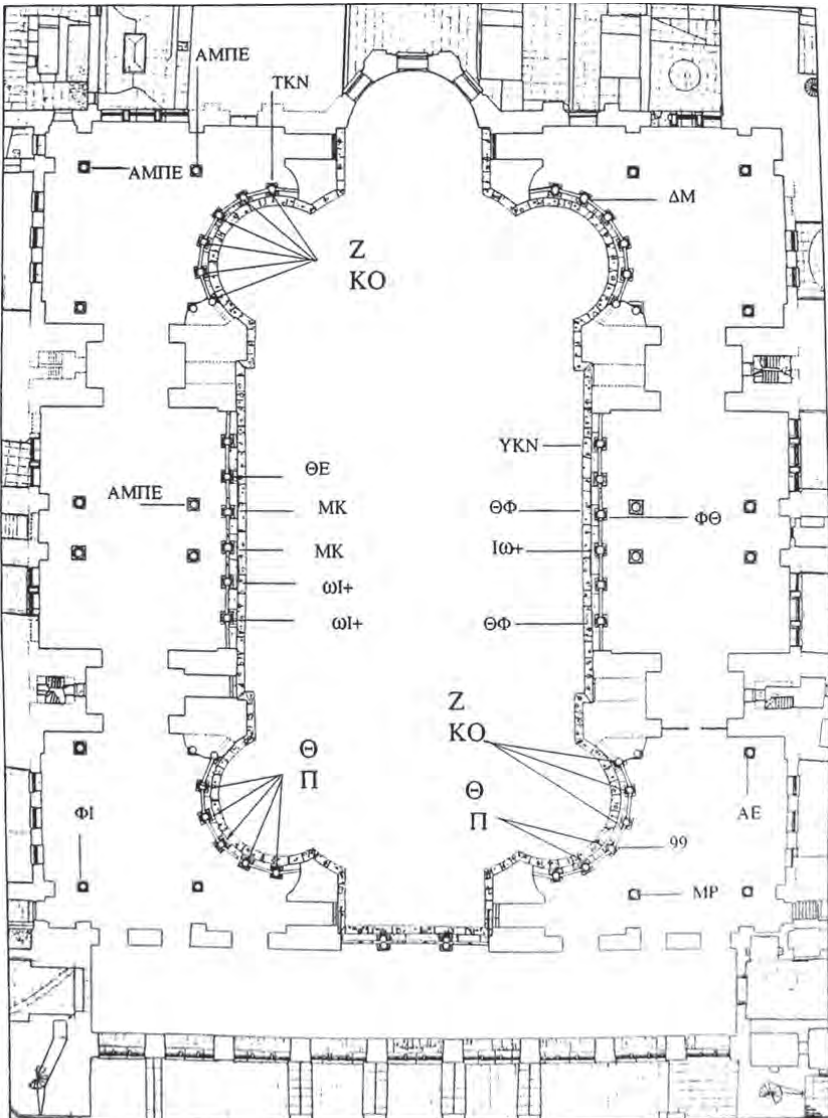 ΑΜΠΕ
ΤΚΝ
ΑΜΠΕ
ΔΜ
Ζ
ΚΟ
ΥΚΝ
ΘΕ
ΑΜΠΕ
ΜΚ
ΘΦ
ΦΘ
ΜΚ
Ιω+
ωΙ+
ωΙ+
ΘΦ
Ζ
ΚΟ
Θ
Π
Θ
Π
ΑΕ
ΦΙ
99
ΜΡ